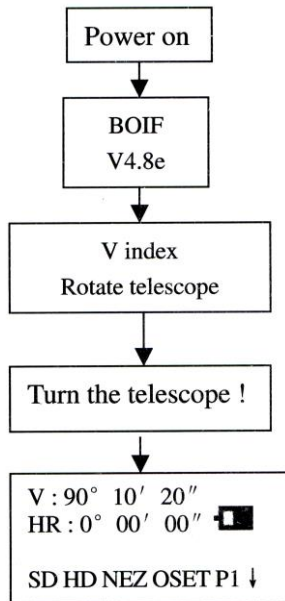 Power on
BOIF
V4.8e
V index
Rotate telescope
Turn the telescope !
V : 90° 10′ 20″
HR : 0° 00′ 00″
SD HD NEZ OSET P1 ↓